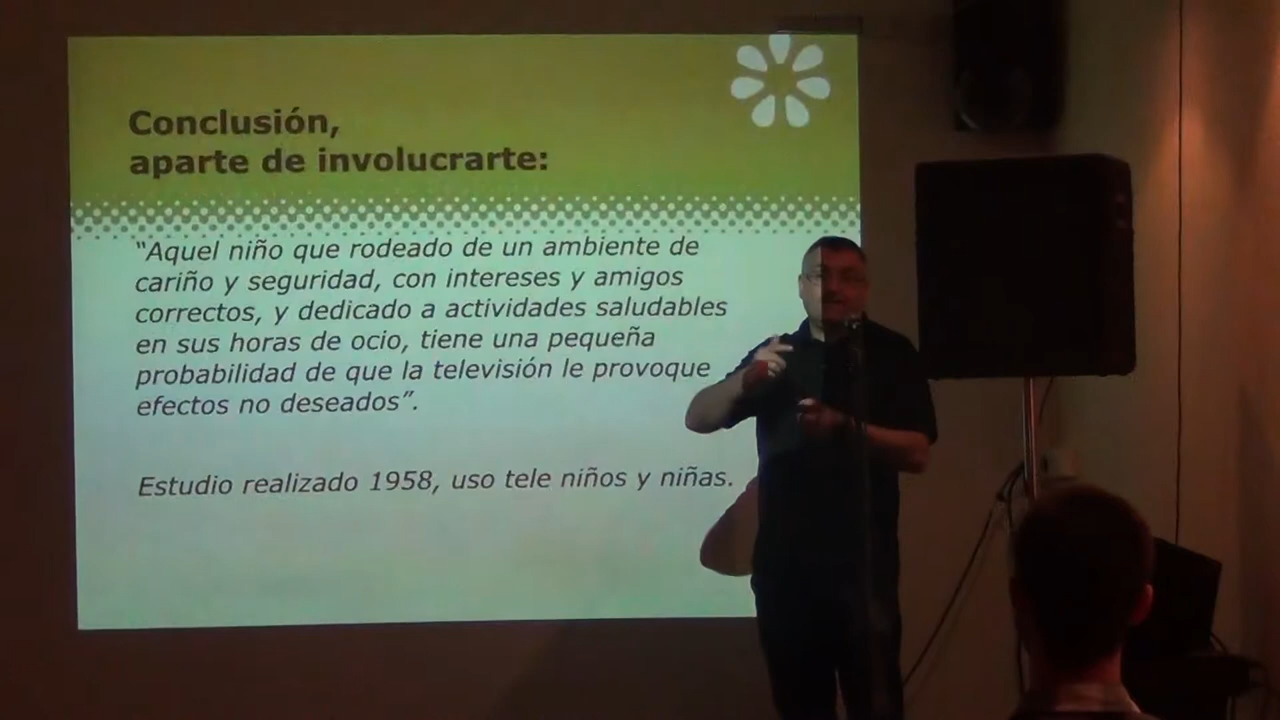 Conclusión,
aparte de involucrarte:
“Aquel niño que rodeado de un ambiente de
cariño y seguridad, con intereses y amigos
correctos, y dedicado a actividades saludables
en sus horas de ocio, tiene una pequeña
probabilidad de que la televisión le provoque
efectos no deseados”.
Estudio realizado 1958, uso tele niños y niñas.